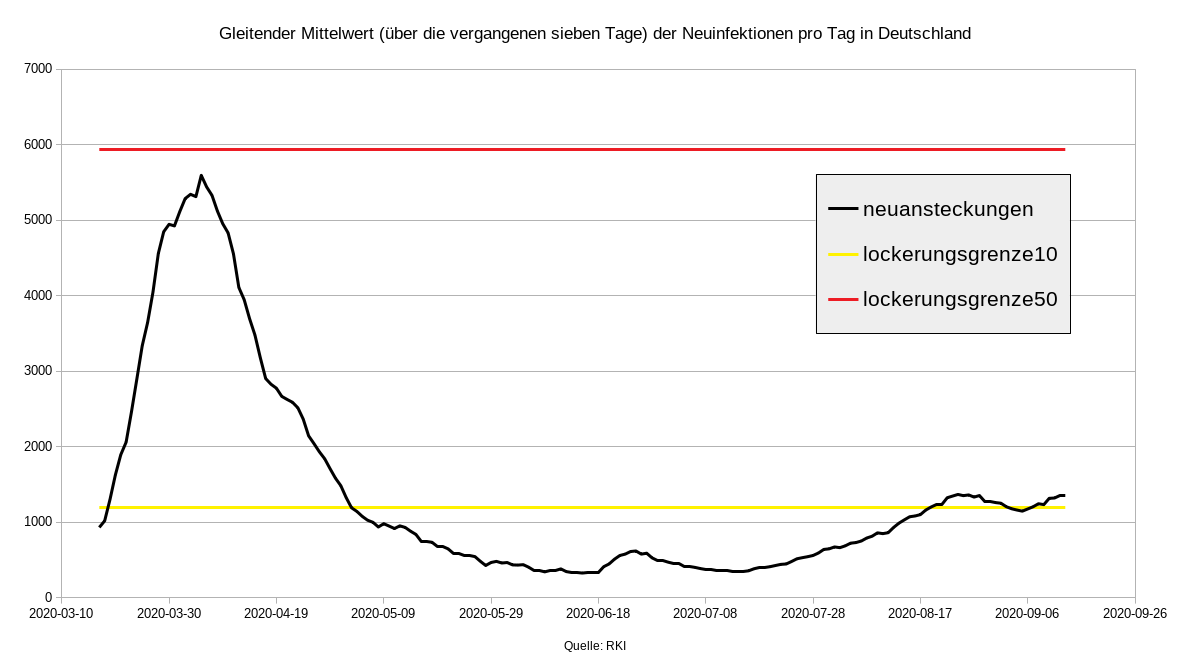 Gleitender Mittelwert (über die vergangenen sieben Tage) der Neuinfektionen pro Tag in Deutschland
7000
6000
5000
4000
3000
2000
1000
0
neuansteckungen
lockerungsgrenze10
lockerungsgrenze50
2020-03-10 2020-03-30 2020-04-19 2020-05-09 2020-05-29 2020-06-18 2020-07-08 2020-07-28 2020-08-17 2020-09-06 2020-09-26
Quelle: RKI